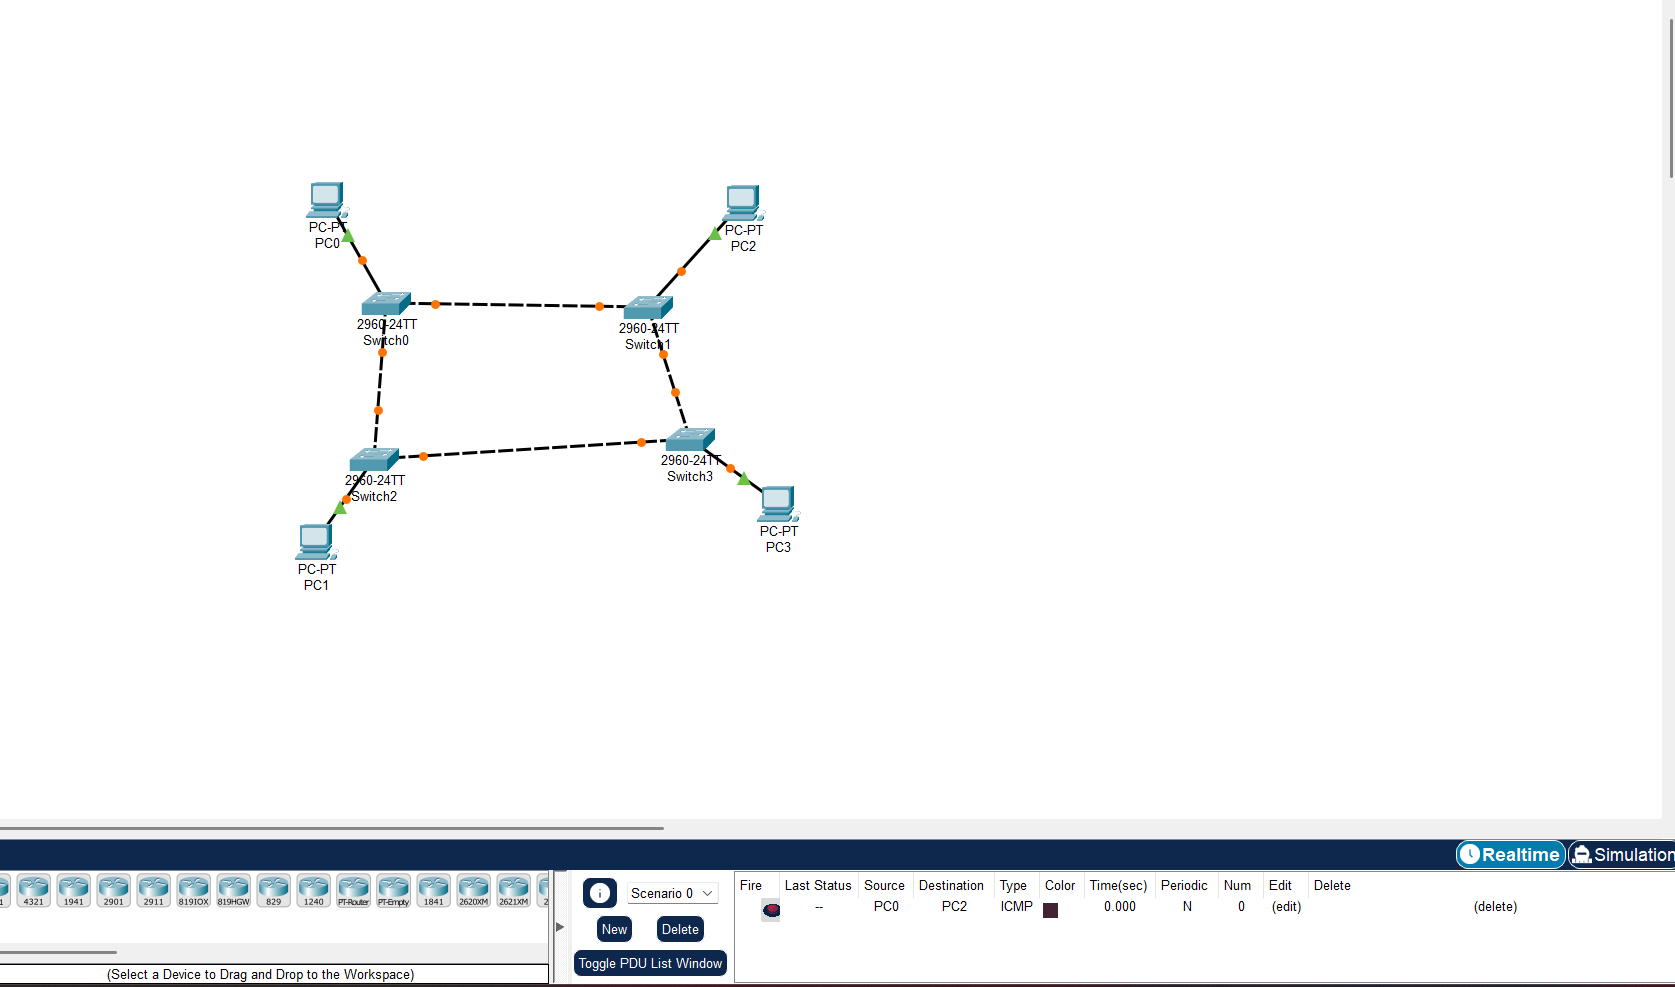 PC-PT
PC0
PC-PT
PC2
2960-24TT
Switch0
2960-24TT
Switch1
2960-24TT
Switch2
2960-24TT
Switch3
PC-PT
PC3
PC-PT
PC1
Realtime
Simulation
1
4321
1941
2901
2911
819IOX
819HGW
829
1240
PT-Router
PT-Empty
1841
2620XM
2621XM
2
(Select a Device to Drag and Drop to the Workspace)
Scenario 0
New
Delete
Toggle PDU List Window
Fire Last Status Source Destination Type Color Time(sec) Periodic Num Edit Delete
-- PC0 PC2 ICMP 0.000 N 0 (edit) (delete)